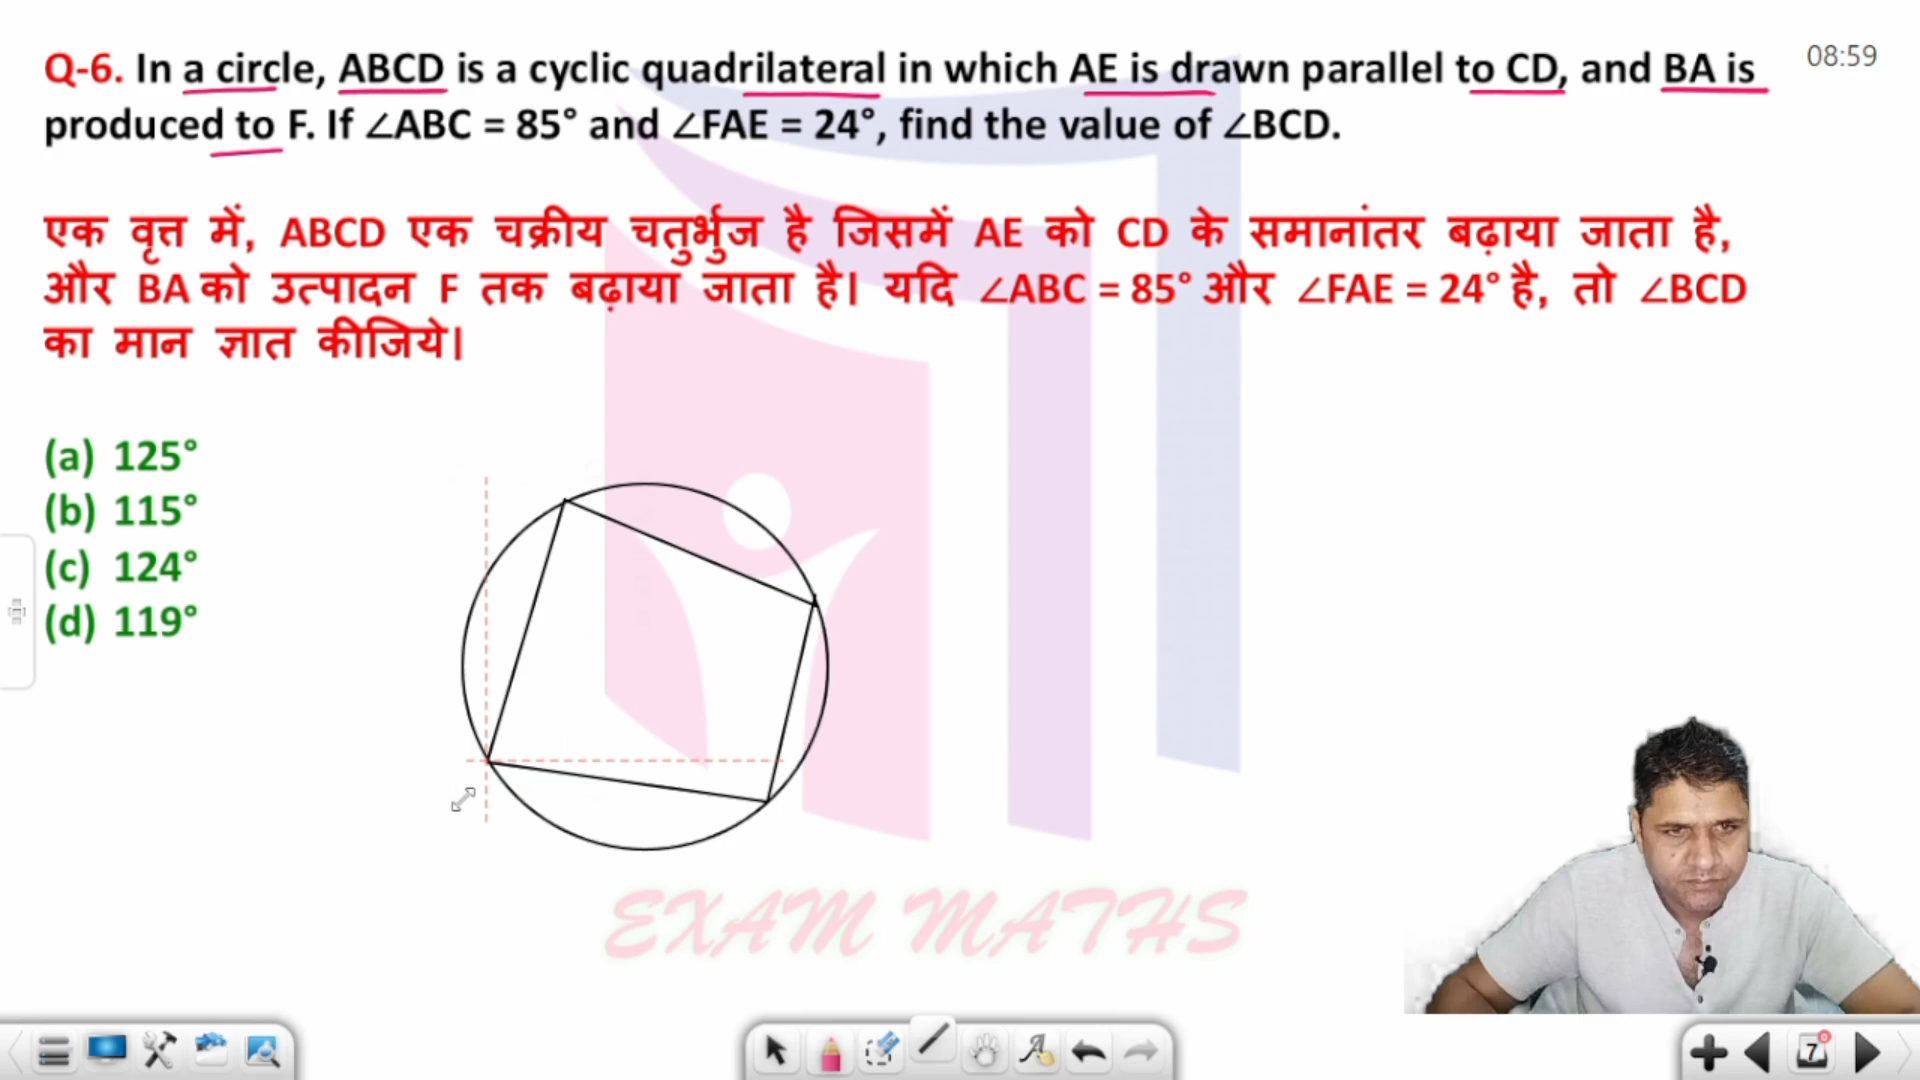 Q-6. In a circle, ABCD is a cyclic quadrilateral in which AE is drawn parallel to CD, and BA is
08:59
produced to F. If ∠ABC = 85° and ∠FAE = 24°, find the value of ∠BCD.
एक वृत्त में, ABCD एक चक्रीय चतुर्भुज है जिसमें AE को CD के समानांतर बढ़ाया जाता है,
और BA को उत्पादन F तक बढ़ाया जाता है। यदि ∠ABC = 85° और ∠FAE = 24° है, तो ∠BCD
का मान ज्ञात कीजिये।
(a) 125°
(b) 115°
(c) 124°
(d) 119°
EXAM MATHS
7
0